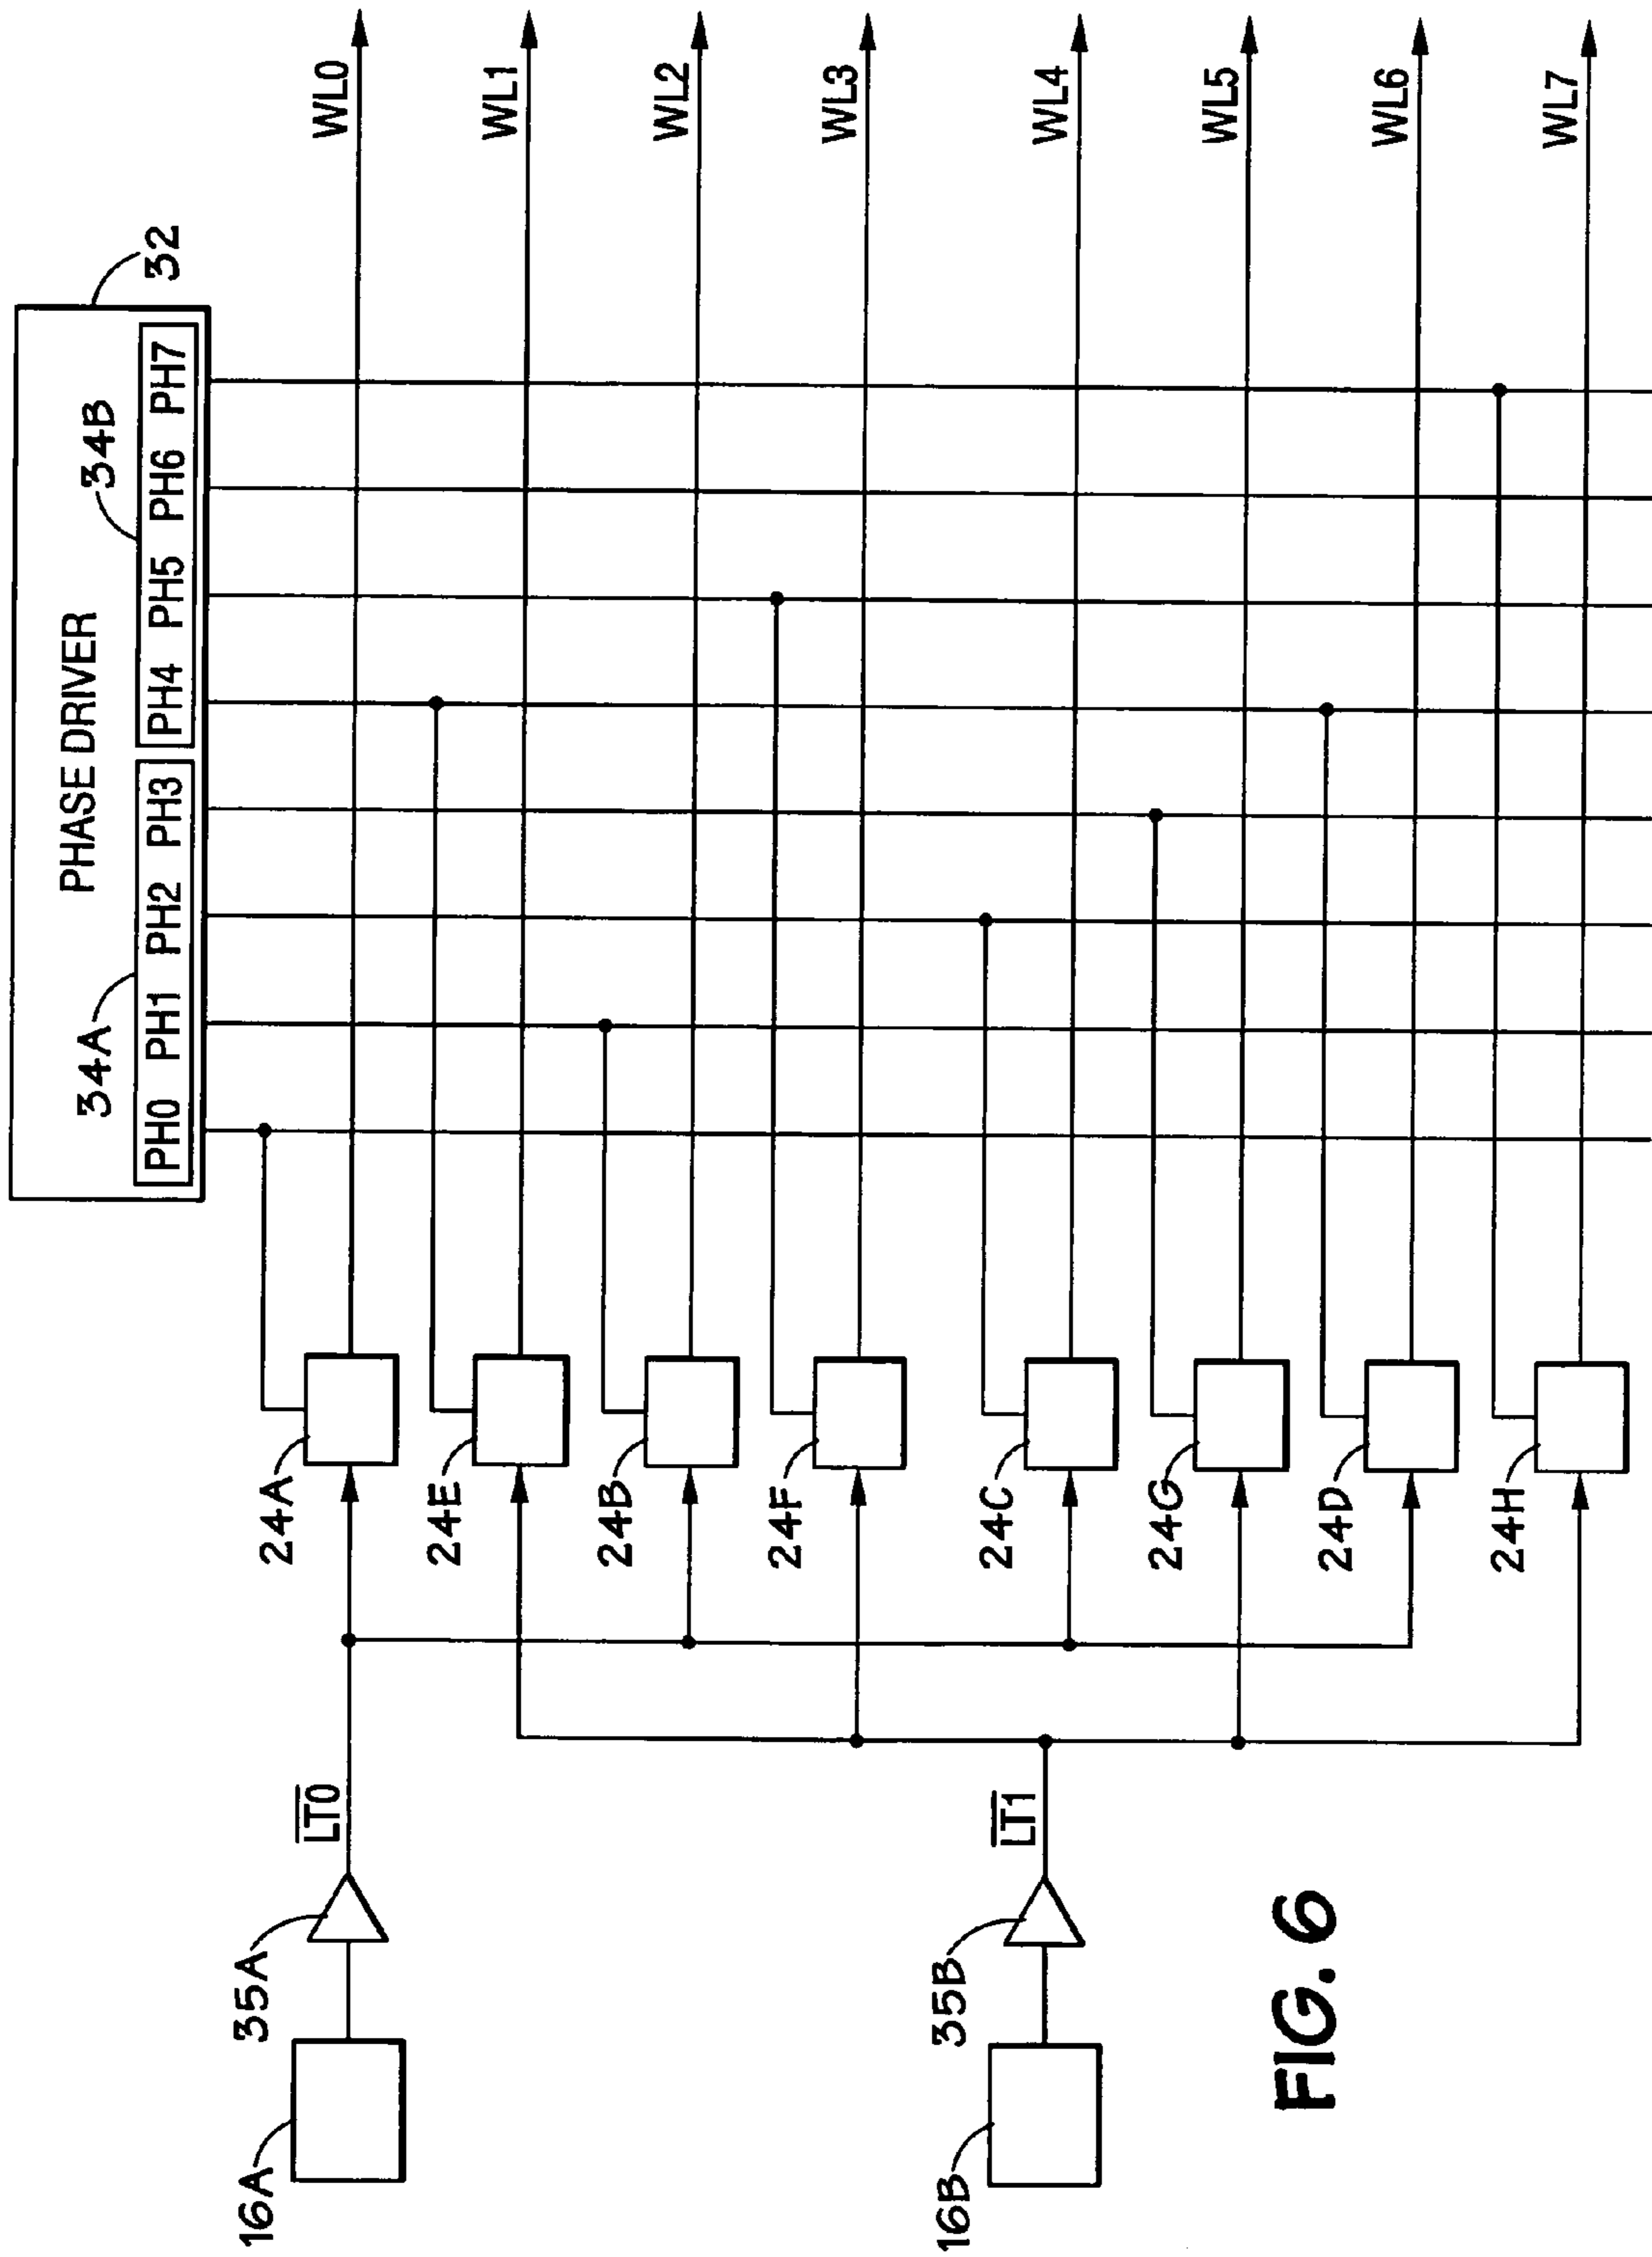 PHASE DRIVER
32
34A
34B
PH0 PH1 PH2 PH3
PH4 PH5 PH6 PH7
16A
35A
LT0
24A
WL0
24E
WL1
24B
WL2
24F
WL3
16B
35B
LT1
24C
WL4
24G
WL5
24D
WL6
24H
WL7
FIG. 6